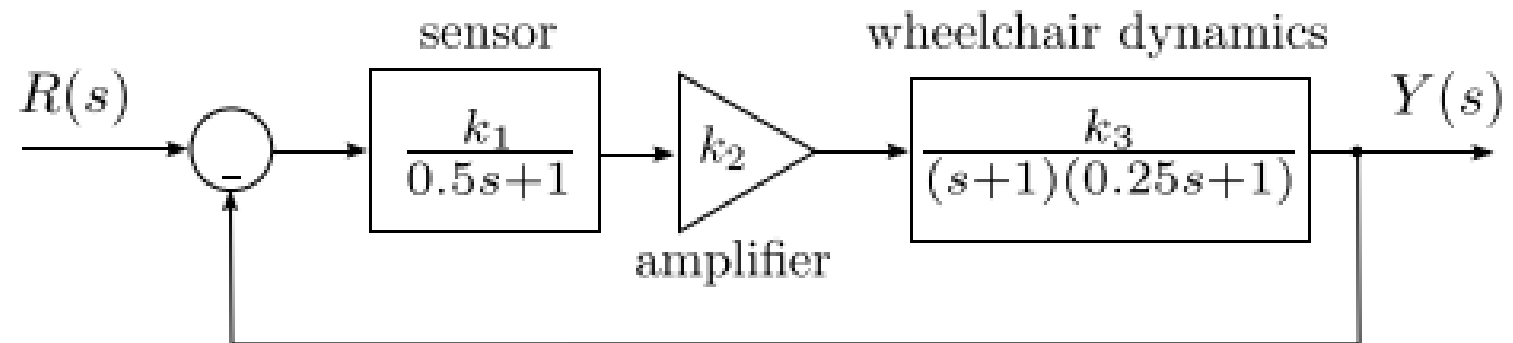 sensor
wheelchair dynamics
R(s)
Y(s)
-
k₁
0.5s+1
k₂
k₃
(s+1)(0.25s+1)
amplifier